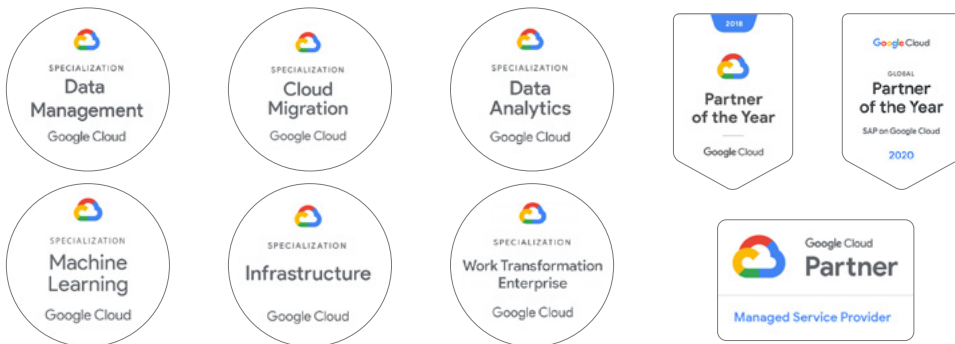 SPECIALIZATION
Data
Management
Google Cloud
SPECIALIZATION
Cloud
Migration
Google Cloud
SPECIALIZATION
Data
Analytics
Google Cloud
2018
Partner
of the Year
Google Cloud
Google Cloud
GLOBAL
Partner
of the Year
SAP on Google Cloud
2020
SPECIALIZATION
Machine
Learning
Google Cloud
SPECIALIZATION
Infrastructure
Google Cloud
SPECIALIZATION
Work Transformation
Enterprise
Google Cloud
Google Cloud
Partner
Managed Service Provider